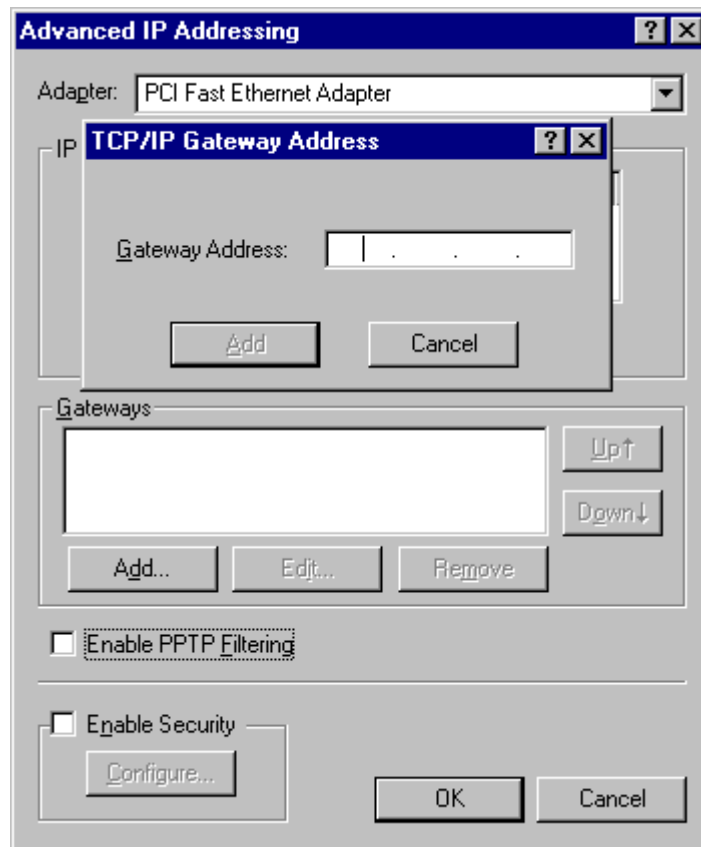 Advanced IP Addressing
Adapter: PCI Fast Ethernet Adapter
IP
TCP/IP Gateway Address
Gateway Address: . . .
Add Cancel
Gateways
Up↑
Down↓
Add... Edit... Remove
Enable PPTP Filtering
Enable Security
Configure...
OK Cancel